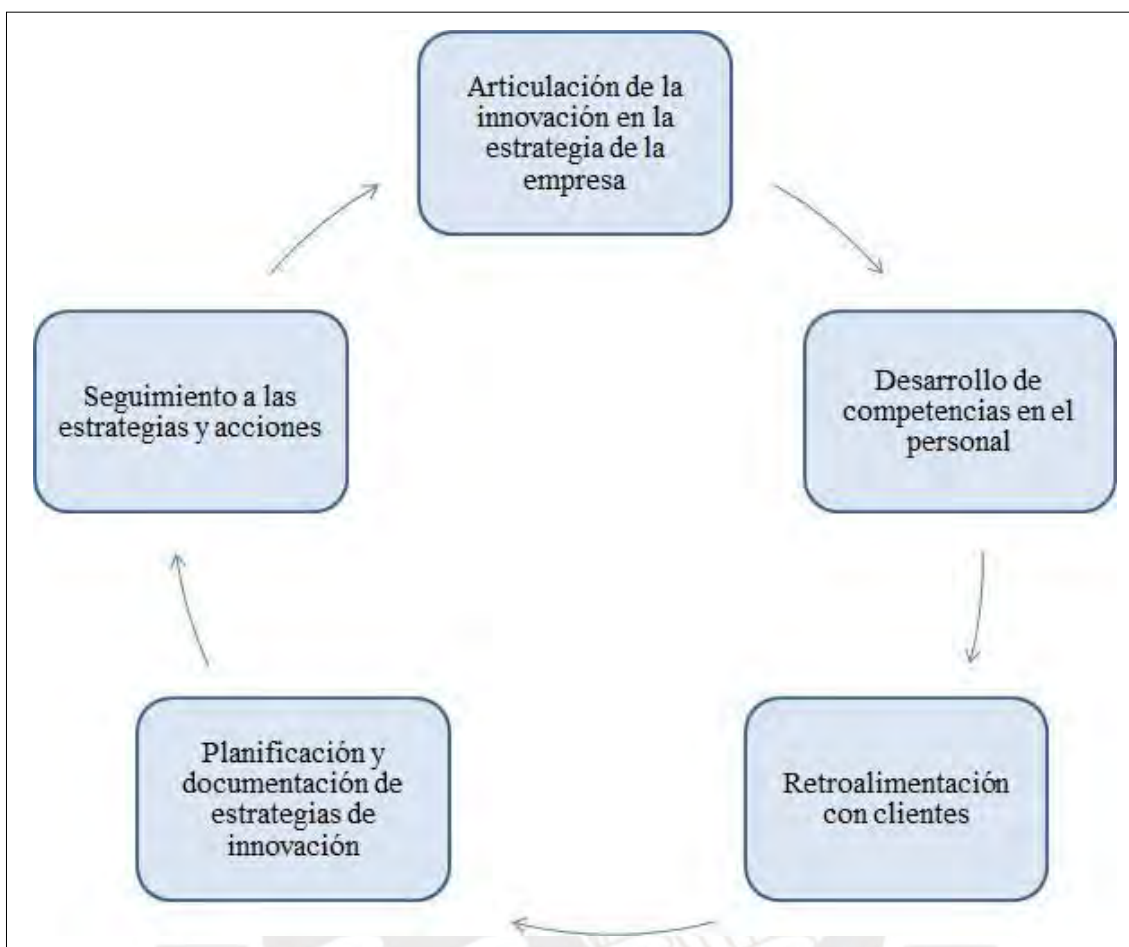 Articulación de la
innovación en la
estrategia de la
empresa
Desarrollo de
competencias en el
personal
Retroalimentación
con clientes
Planificación y
documentación de
estrategias de
innovación
Seguimiento a las
estrategias y acciones